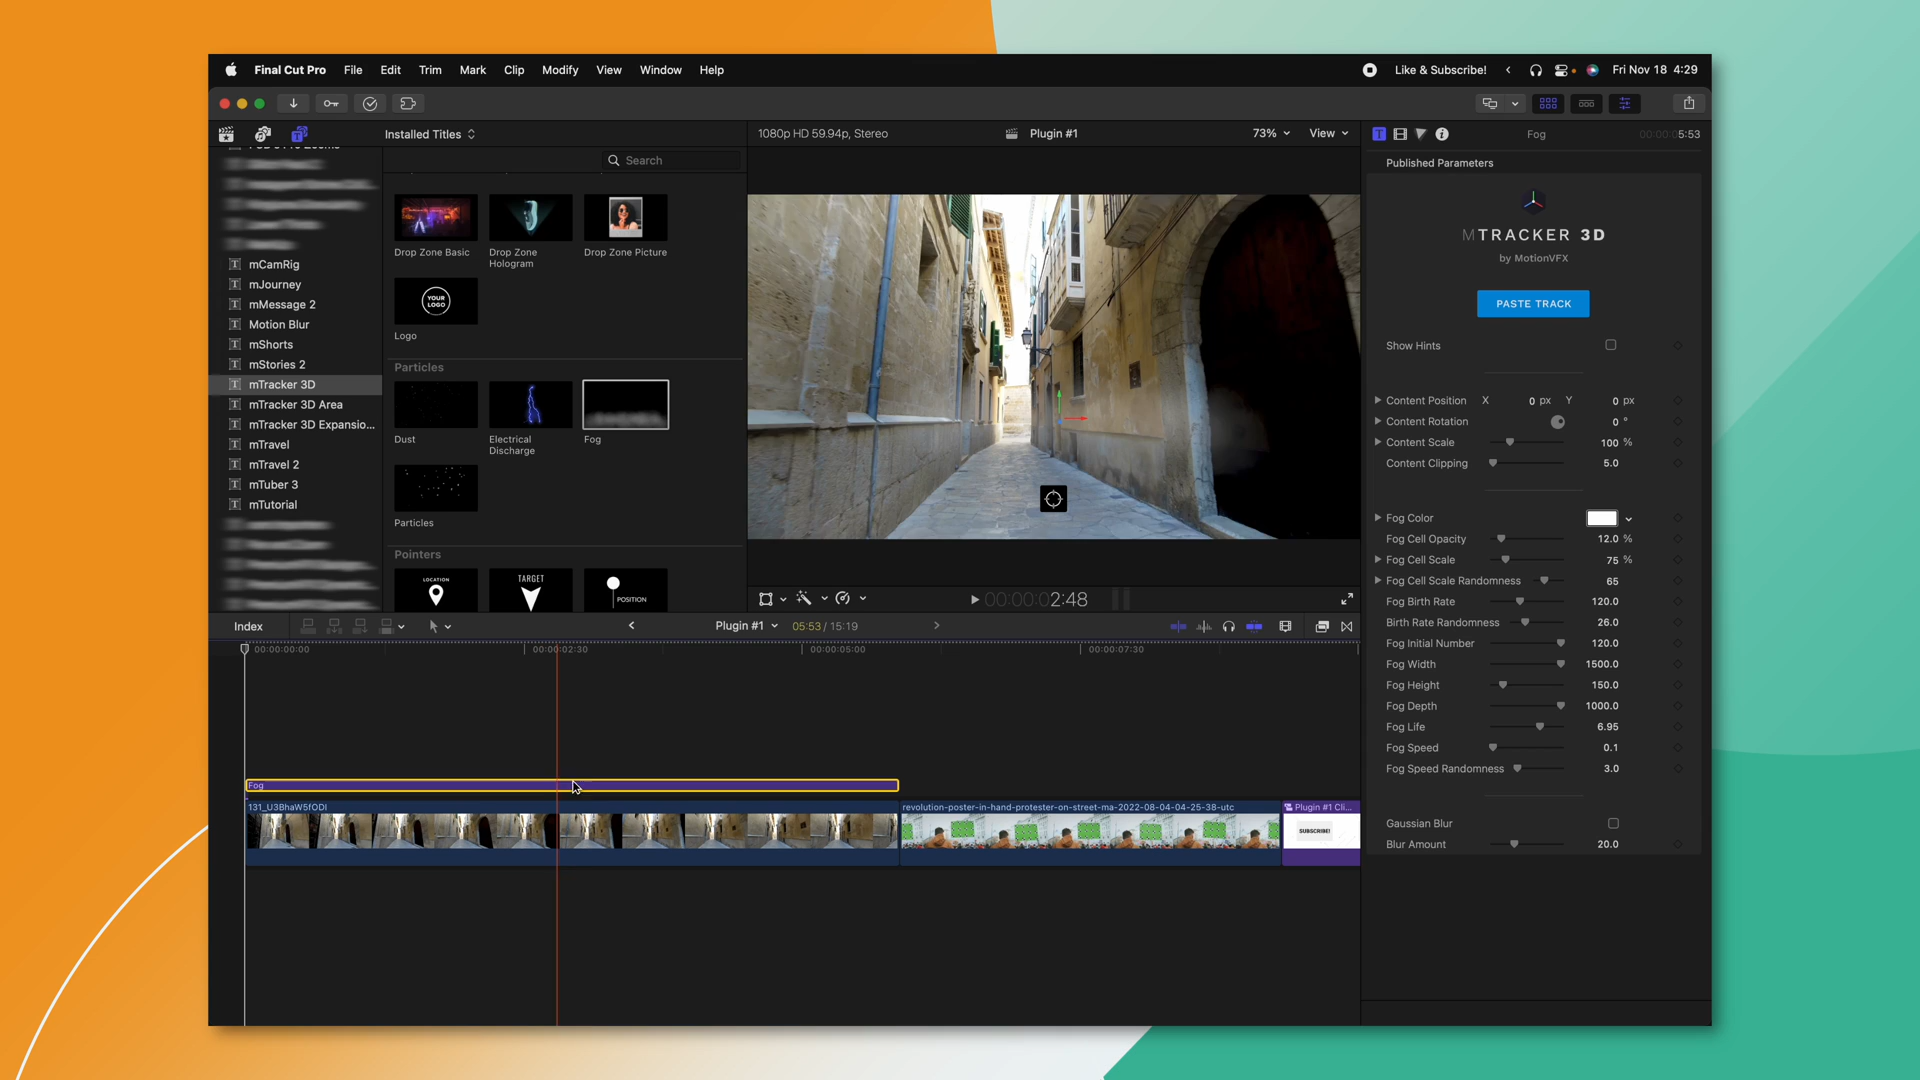 Final Cut Pro File Edit Trim Mark Clip Modify View Window Help
Like & Subscribe! Fri Nov 18 4:29
Installed Titles
Search
mCamRig
mJourney
mMessage 2
Motion Blur
mShorts
mStories 2
mTracker 3D
mTracker 3D Area
mTracker 3D Expansio...
mTravel
mTravel 2
mTuber 3
mTutorial
Drop Zone Basic
Drop Zone Hologram
Drop Zone Picture
YOUR
LOGO
Logo
Particles
Dust
Electrical Discharge
Fog
Particles
Pointers
LOCATION
TARGET
POSITION
1080p HD 59.94p, Stereo
Plugin #1
73%
View
00:00:02:48
Fog
00:00:05:53
Published Parameters
MTRACKER 3D
by MotionVFX
PASTE TRACK
Show Hints
Content Position X 0 px Y 0 px
Content Rotation 0 °
Content Scale 100 %
Content Clipping 5.0
Fog Color
Fog Cell Opacity 12.0 %
Fog Cell Scale 75 %
Fog Cell Scale Randomness 65
Fog Birth Rate 120.0
Birth Rate Randomness 26.0
Fog Initial Number 120.0
Fog Width 1500.0
Fog Height 150.0
Fog Depth 1000.0
Fog Life 6.95
Fog Speed 0.1
Fog Speed Randomness 3.0
Gaussian Blur
Blur Amount 20.0
Index
Plugin #1
05:53 / 15:19
00:00:00:00
00:00:02:30
00:00:05:00
00:00:07:30
Fog
131_U3BhaW5fODI
revolution-poster-in-hand-protester-on-street-ma-2022-08-04-04-25-38-utc
Plugin #1 Cli...
SUBSCRIBE!